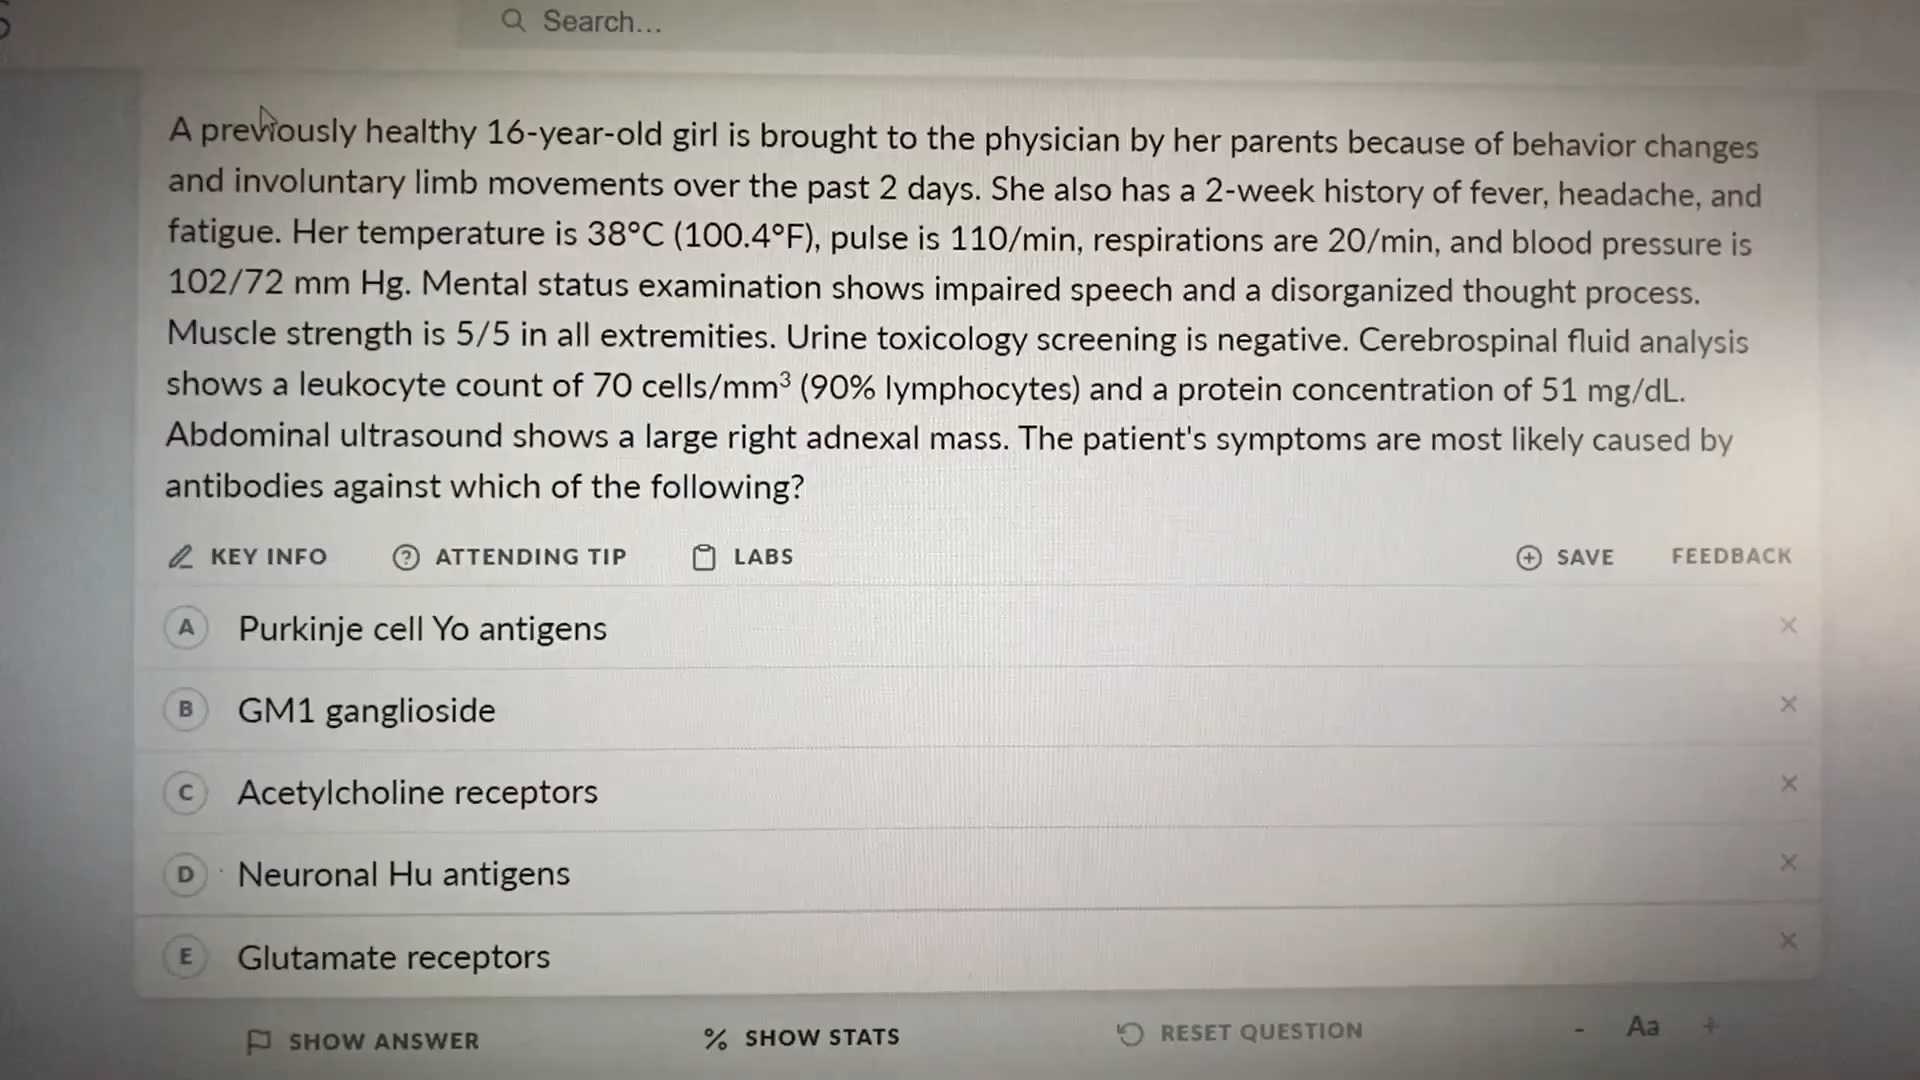 Search...
A previously healthy 16-year-old girl is brought to the physician by her parents because of behavior changes
and involuntary limb movements over the past 2 days. She also has a 2-week history of fever, headache, and
fatigue. Her temperature is 38°C (100.4°F), pulse is 110/min, respirations are 20/min, and blood pressure is
102/72 mm Hg. Mental status examination shows impaired speech and a disorganized thought process.
Muscle strength is 5/5 in all extremities. Urine toxicology screening is negative. Cerebrospinal fluid analysis
shows a leukocyte count of 70 cells/mm³ (90% lymphocytes) and a protein concentration of 51 mg/dL.
Abdominal ultrasound shows a large right adnexal mass. The patient's symptoms are most likely caused by
antibodies against which of the following?
KEY INFO ? ATTENDING TIP LABS + SAVE FEEDBACK
A Purkinje cell Yo antigens
B GM1 ganglioside
C Acetylcholine receptors
D Neuronal Hu antigens
E Glutamate receptors
SHOW ANSWER % SHOW STATS RESET QUESTION - Aa +